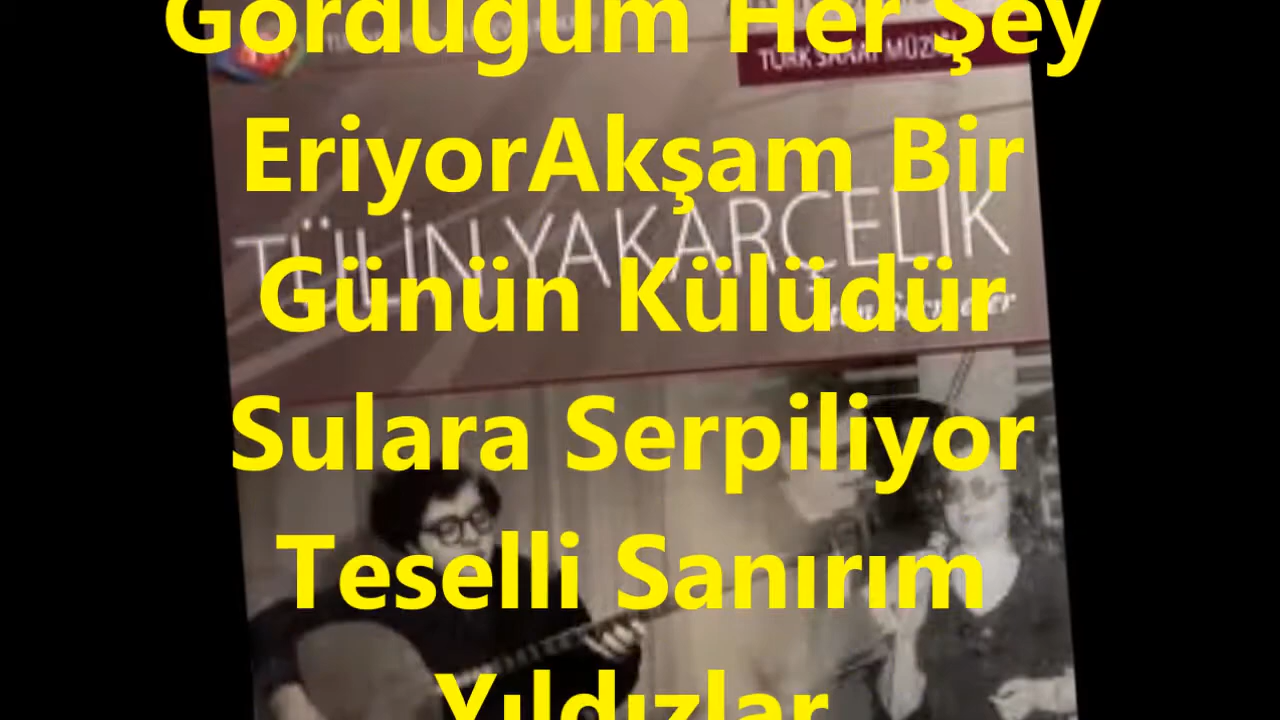 Gördüğüm Her Şey
TÜRK SANAT MÜZİĞİ
EriyorAkşam Bir
TÜLİN YAKARÇELİK
Günün Külüdür
Sulara Serpiliyor
Teselli Sanırım
Yıldızlar